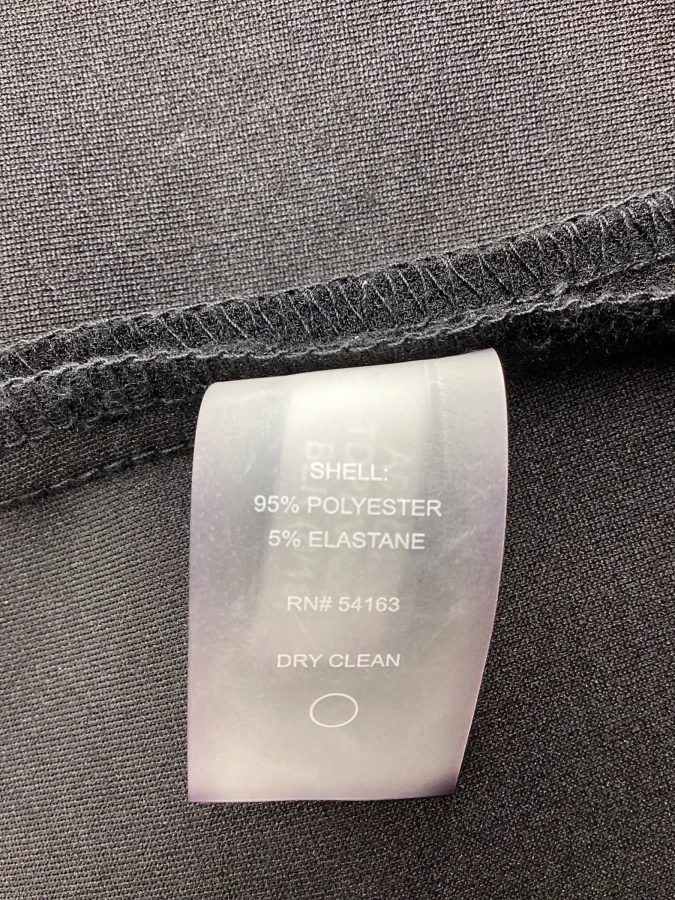 SHELL:
95% POLYESTER
5% ELASTANE
RN# 54163
DRY CLEAN